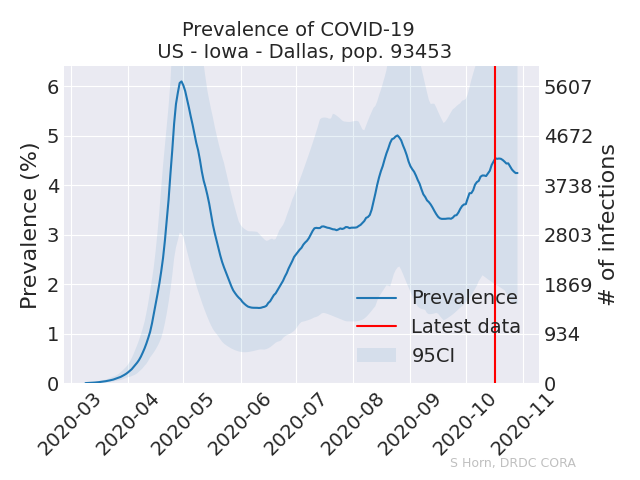 Prevalence of COVID-19
US - Iowa - Dallas, pop. 93453
Prevalence (%)
6
5
4
3
2
1
0
5607
4672
3738
2803
1869
934
0
# of infections
Prevalence
Latest data
95CI
2020-03
2020-04
2020-05
2020-06
2020-07
2020-08
2020-09
2020-10
2020-11
S Horn, DRDC CORA